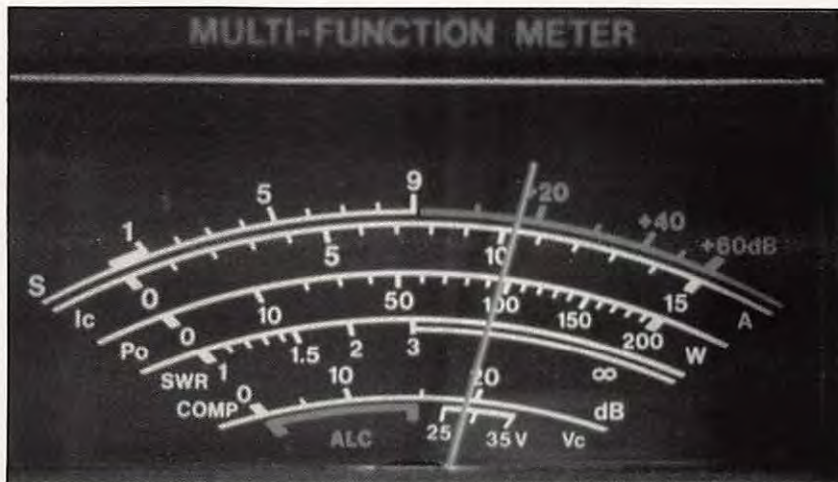 MULTI-FUNCTION METER
S 1 5 9 +20 +40 +60dB
Ic 0 5 10 15 A
Po 0 10 50 100 150 200 W
SWR 1 1.5 2 3 ∞
COMP 0 10 20 dB
ALC 25 35 V Vc